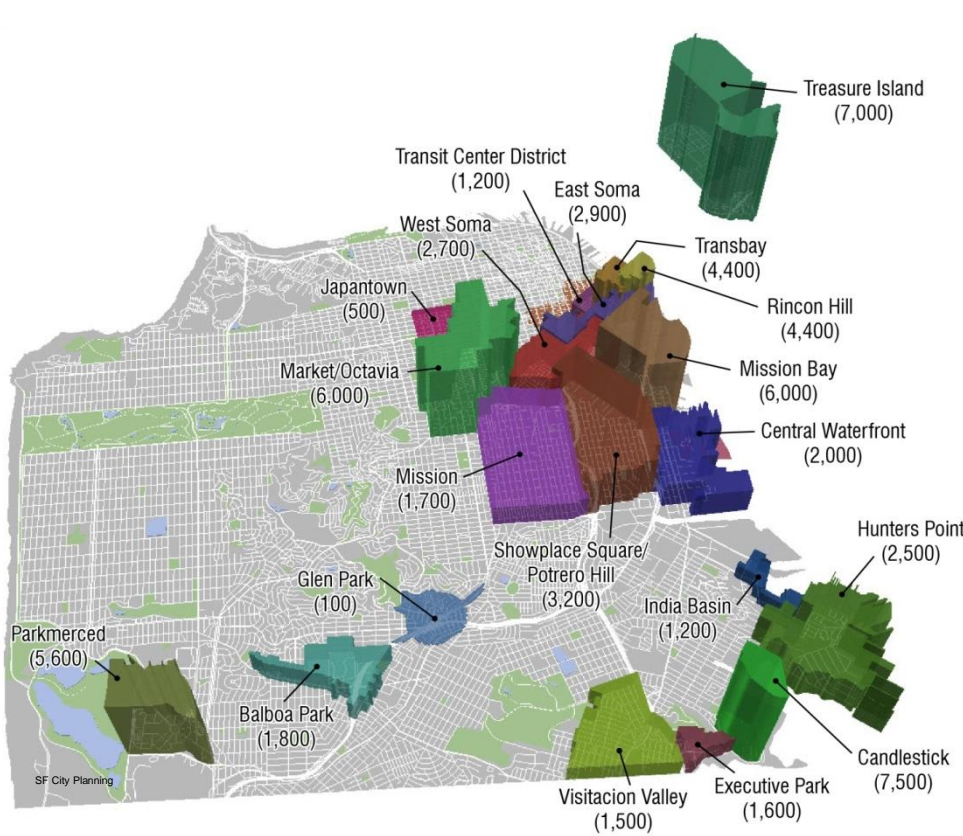 Treasure Island
(7,000)
Transit Center District
(1,200)
East Soma
(2,900)
West Soma
(2,700)
Transbay
(4,400)
Japantown
(500)
Rincon Hill
(4,400)
Market/Octavia
(6,000)
Mission Bay
(6,000)
Central Waterfront
(2,000)
Mission
(1,700)
Hunters Point
(2,500)
Showplace Square/
Potrero Hill
(3,200)
Glen Park
(100)
India Basin
(1,200)
Parkmerced
(5,600)
Balboa Park
(1,800)
Candlestick
(7,500)
SF City Planning
Executive Park
(1,600)
Visitacion Valley
(1,500)